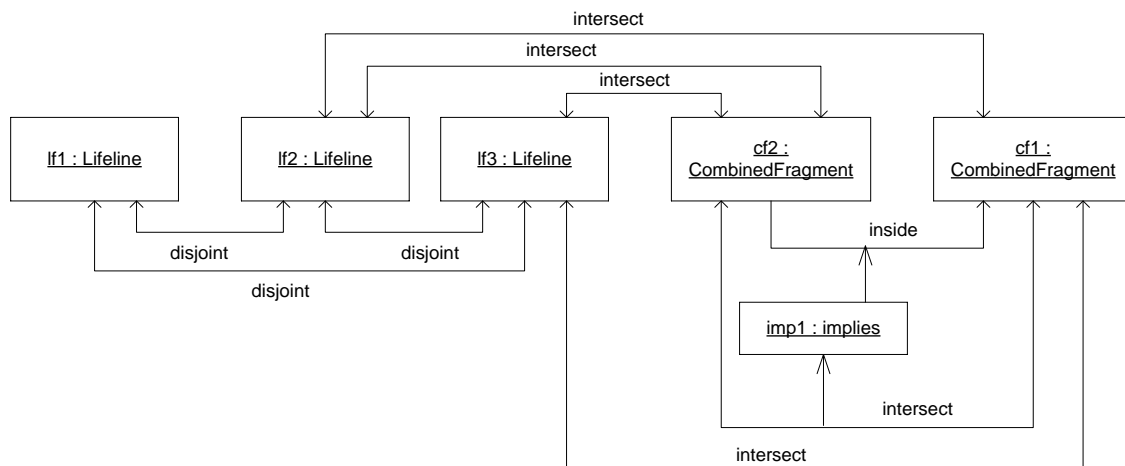 intersect
intersect
intersect
lf1 : Lifeline
lf2 : Lifeline
lf3 : Lifeline
cf2 :
CombinedFragment
cf1 :
CombinedFragment
inside
disjoint
disjoint
disjoint
imp1 : implies
intersect
intersect